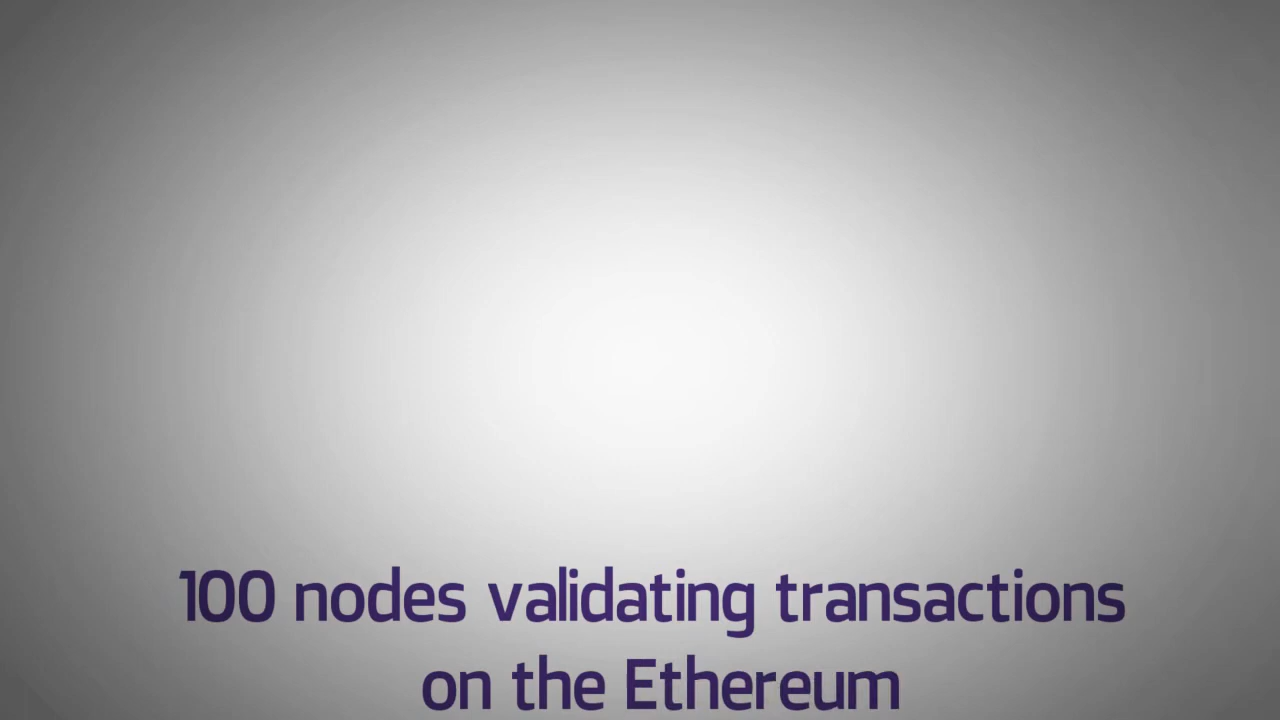 100 nodes validating transactions
on the Ethereum